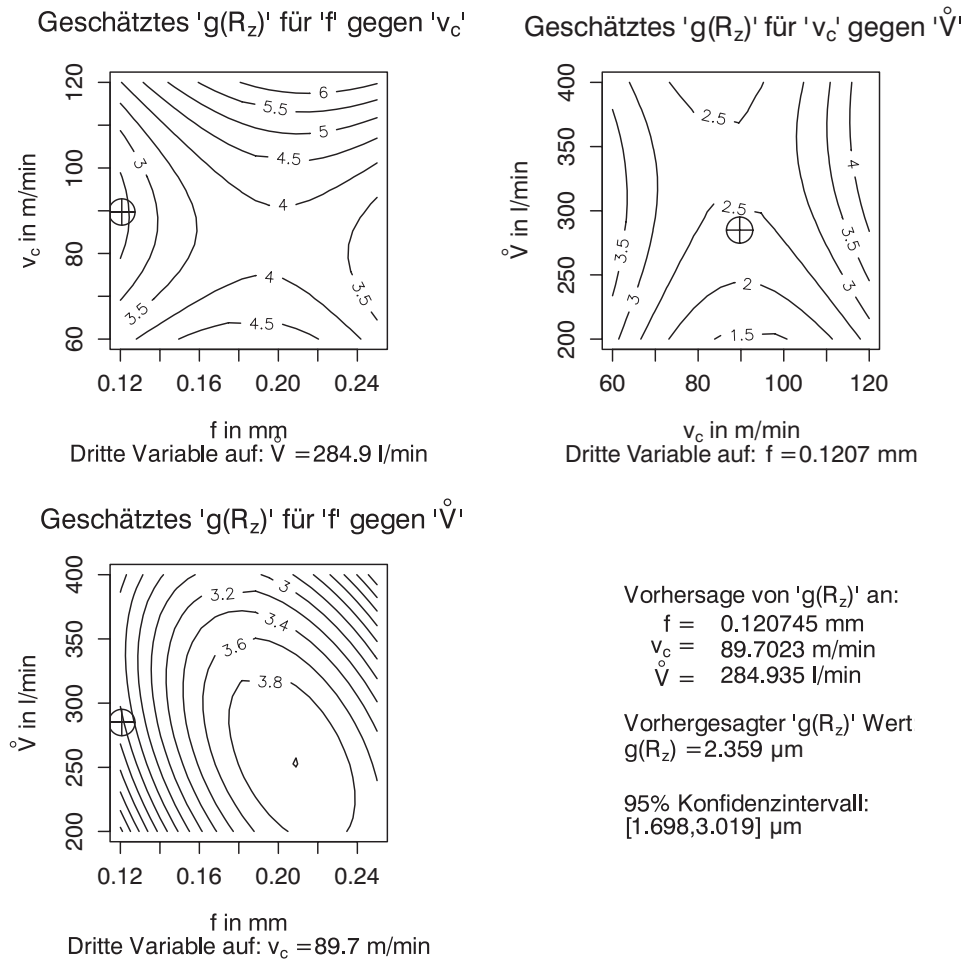 Geschätztes 'g(Rz)' für 'f' gegen 'vc'
120
100
80
60
vc in m/min
6
5.5
5
4.5
3
4
4
3.5
3.5
4.5
0.12 0.16 0.20 0.24
f in mm
Dritte Variable auf: V̊ =284.9 l/min
Geschätztes 'g(Rz)' für 'vc' gegen 'V̊'
400
350
300
250
200
V̊ in l/min
2.5
4
2.5
3.5
3.5
3
3
2
1.5
60 80 100 120
vc in m/min
Dritte Variable auf: f =0.1207 mm
Geschätztes 'g(Rz)' für 'f' gegen 'V̊'
400
350
300
250
200
V̊ in l/min
3.2
3
3.4
3.6
3.8
0.12 0.16 0.20 0.24
f in mm
Dritte Variable auf: vc =89.7 m/min
Vorhersage von 'g(Rz)' an:
f = 0.120745 mm
vc = 89.7023 m/min
V̊ = 284.935 l/min
Vorhergesagter 'g(Rz)' Wert
g(Rz) =2.359 µm
95% Konfidenzintervall:
[1.698,3.019] µm